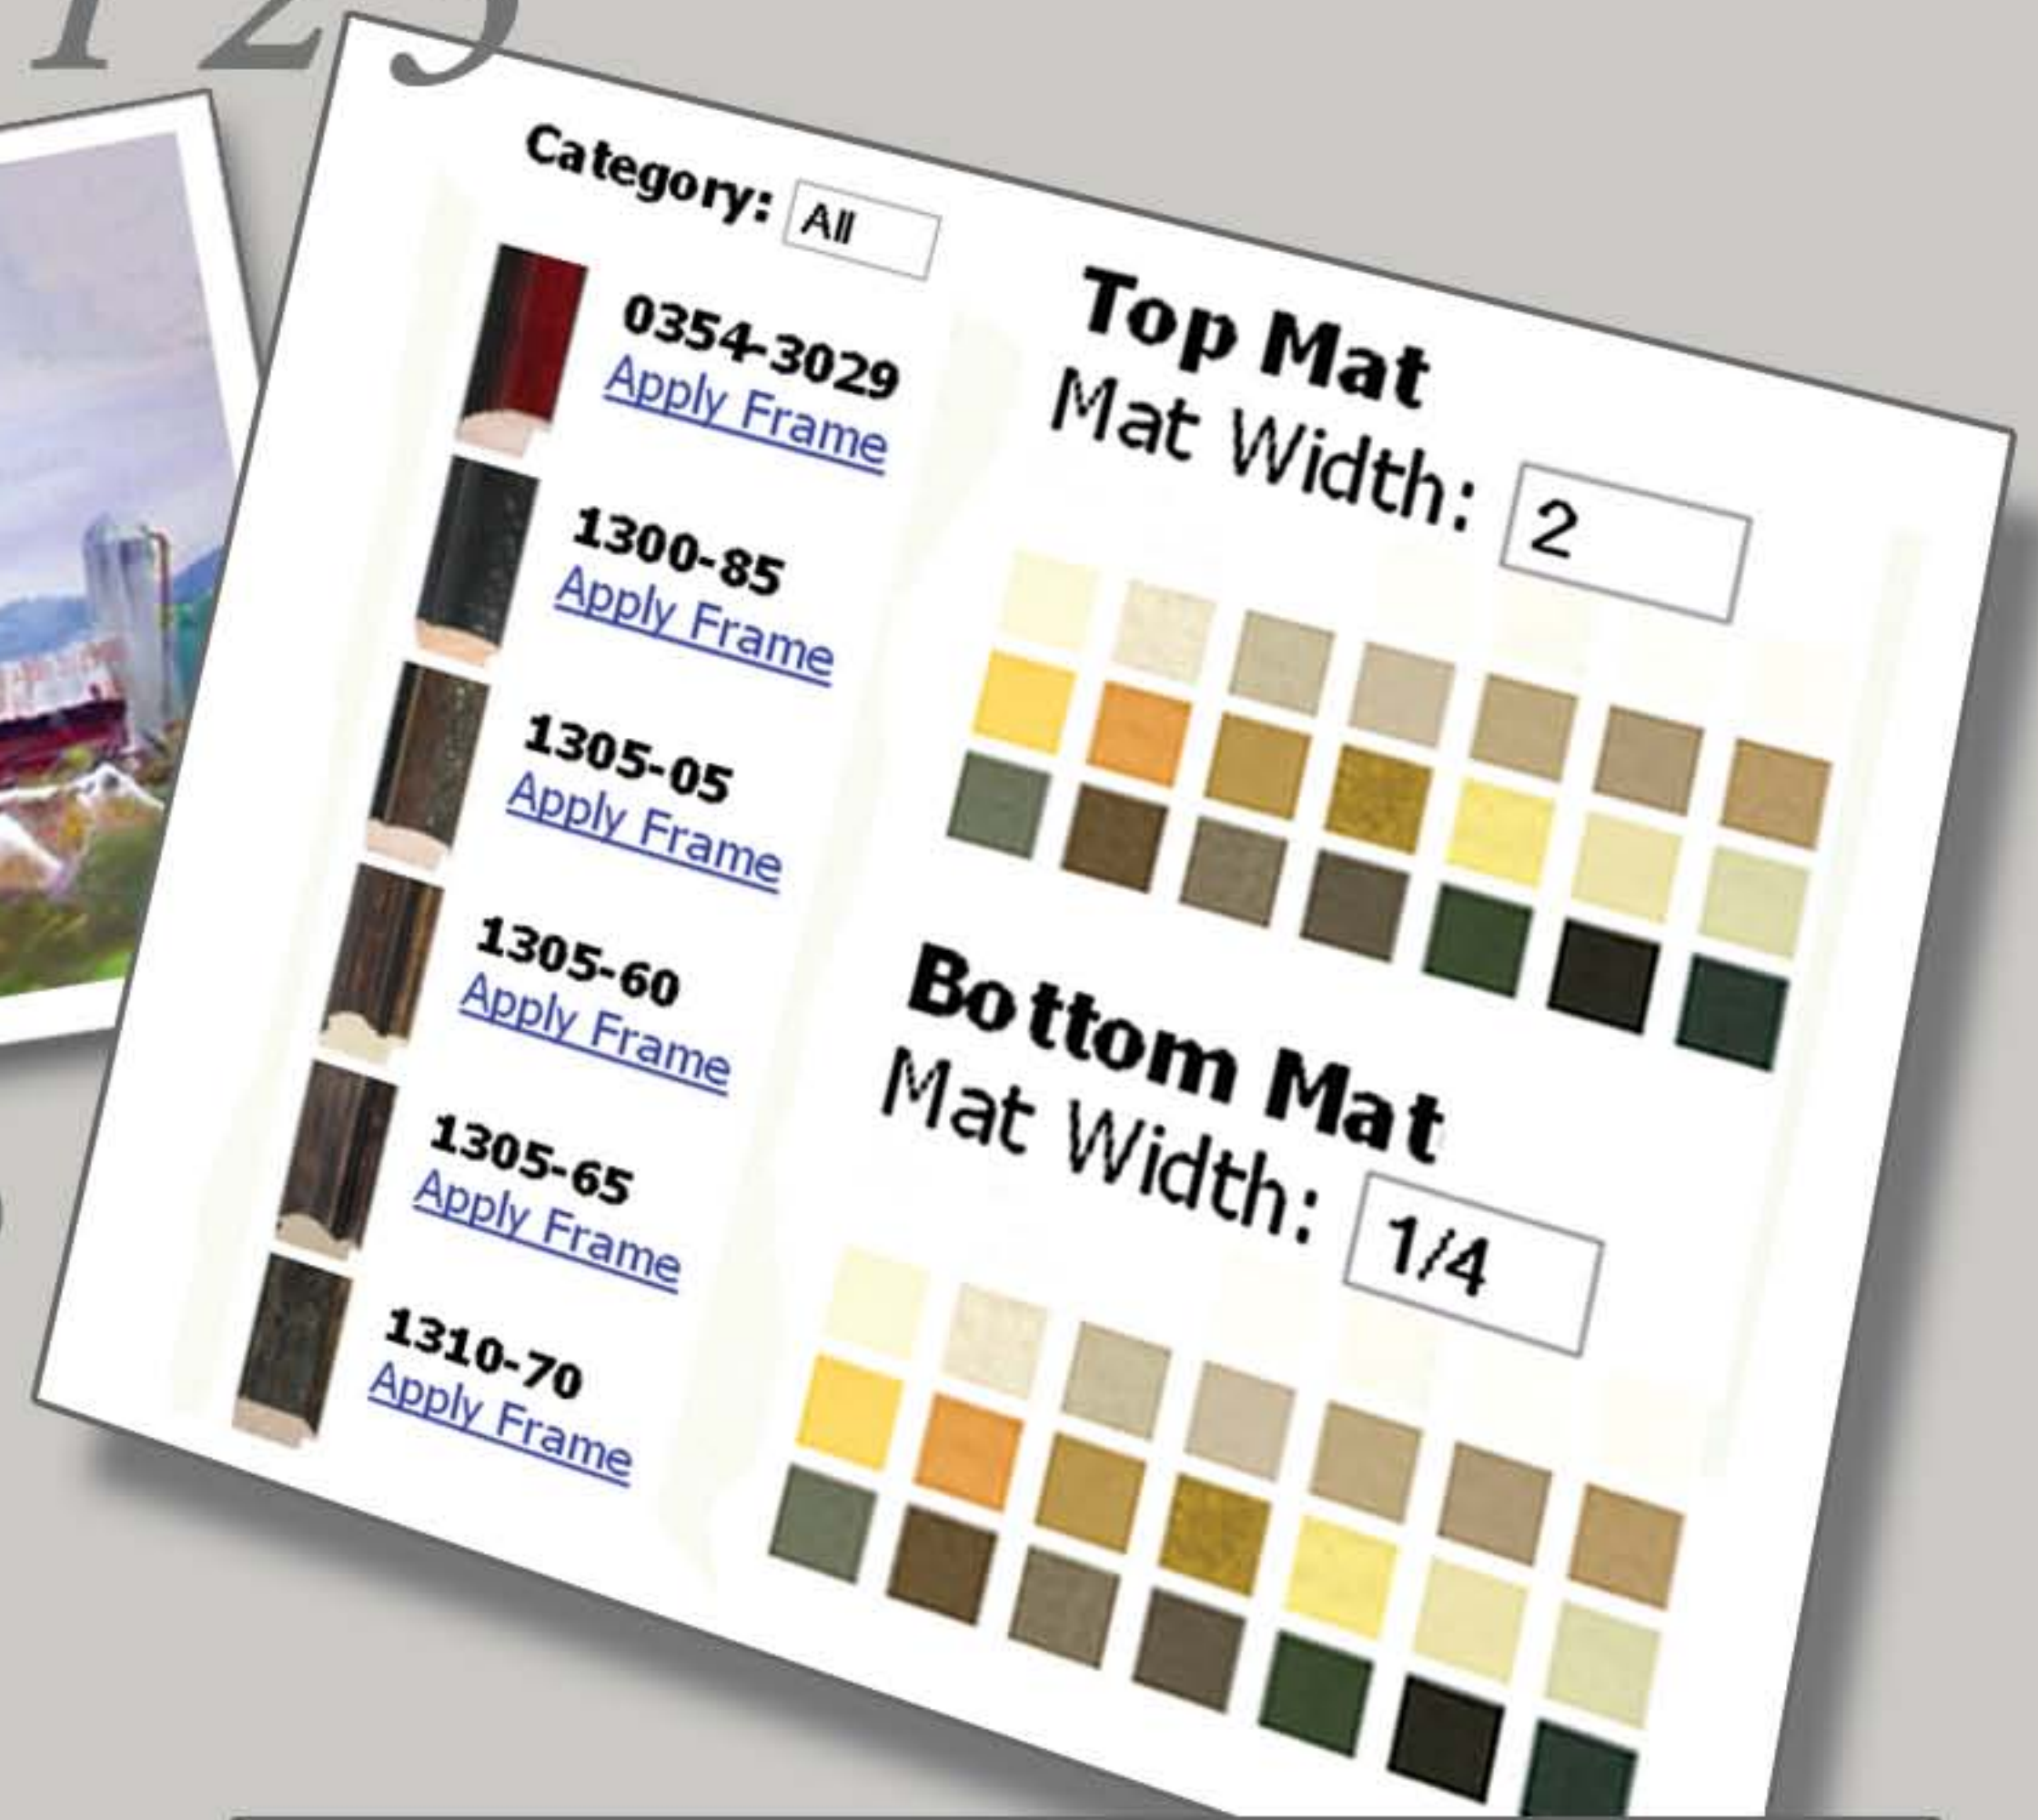 Category: All
0354-3029
Apply Frame
1300-85
Apply Frame
1305-05
Apply Frame
1305-60
Apply Frame
1305-65
Apply Frame
1310-70
Apply Frame
Top Mat
Mat Width: 2
Bottom Mat
Mat Width: 1/4